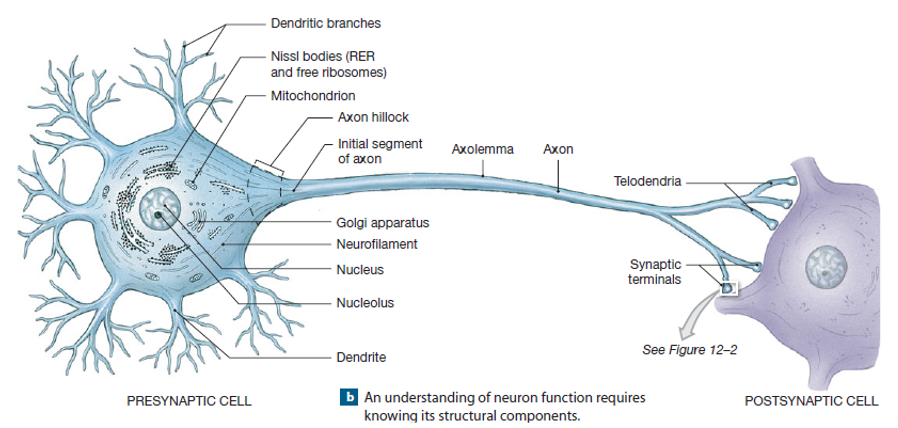 Dendritic branches
Nissl bodies (RER
and free ribosomes)
Mitochondrion
Axon hillock
Initial segment
of axon
Axolemma
Axon
Telodendria
Golgi apparatus
Neurofilament
Nucleus
Nucleolus
Dendrite
Synaptic
terminals
See Figure 12–2
PRESYNAPTIC CELL
b An understanding of neuron function requires
knowing its structural components.
POSTSYNAPTIC CELL